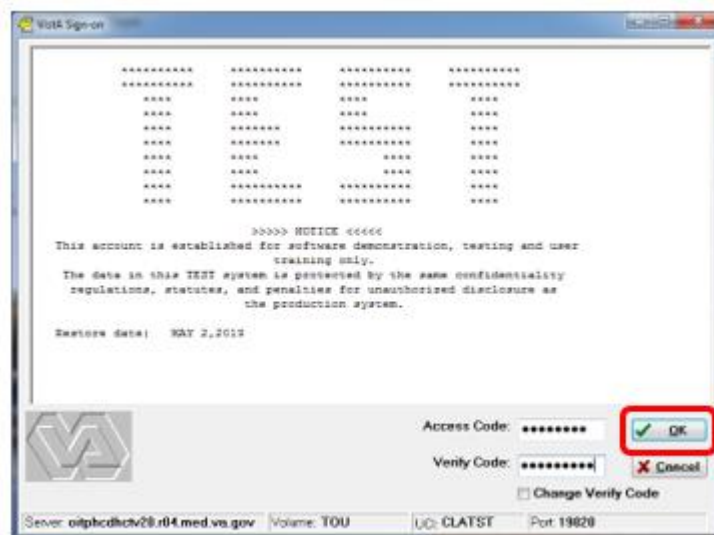 VistA Sign-on
TEST
>>>>> NOTICE <<<<<
This account is established for software demonstration, testing and user
training only.
The data in this TEST system is protected by the same confidentiality
regulations, statutes, and penalties for unauthorized disclosure as
the production system.
Restore date: MAY 2,2018
Access Code: ●●●●●●●●
OK
Verify Code: ●●●●●●●●●
Cancel
Change Verify Code
Server: oitphcdhctv20.r04.med.va.gov Volume: TOU UCI: CLATST Port: 19020